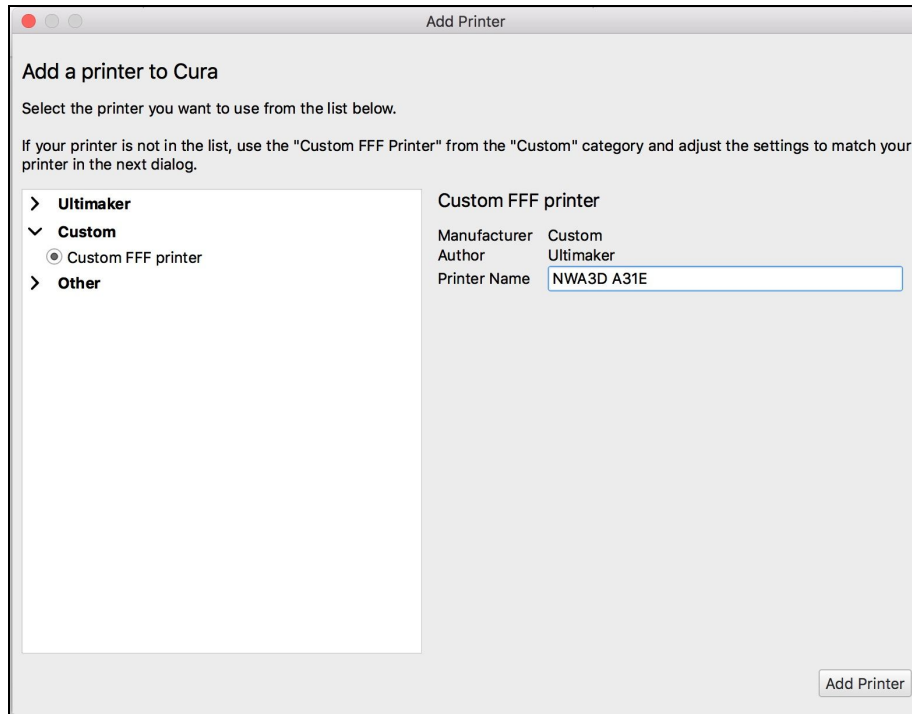 Add Printer
Add a printer to Cura
Select the printer you want to use from the list below.
If your printer is not in the list, use the "Custom FFF Printer" from the "Custom" category and adjust the settings to match your
printer in the next dialog.
Ultimaker
Custom
Custom FFF printer
Other
Custom FFF printer
Manufacturer Custom
Author Ultimaker
Printer Name NWA3D A31E
Add Printer